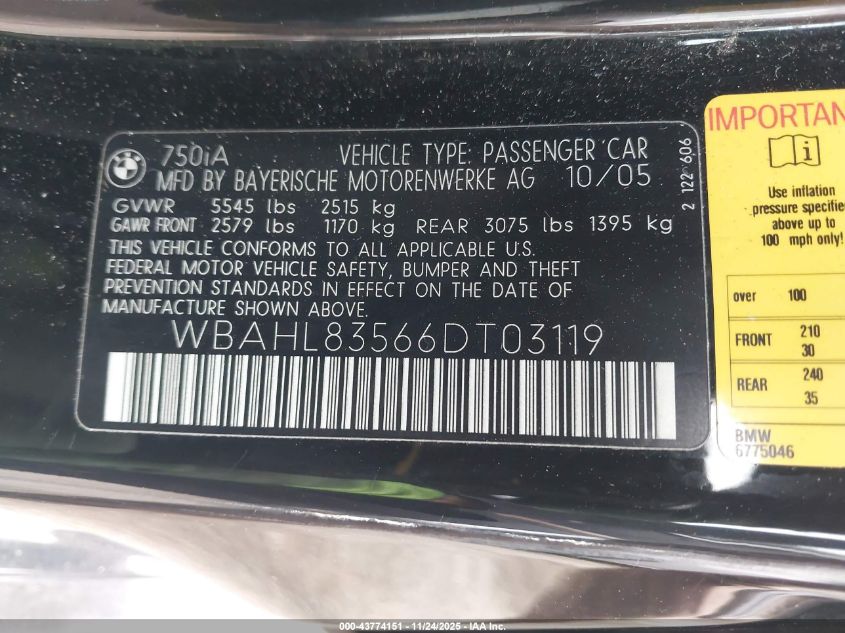 BMW
750iA VEHICLE TYPE: PASSENGER CAR
MFD BY BAYERISCHE MOTORENWERKE AG 10/05
GVWR 5545 lbs 2515 kg
GAWR FRONT 2579 lbs 1170 kg REAR 3075 lbs 1395 kg
THIS VEHICLE CONFORMS TO ALL APPLICABLE U.S.
FEDERAL MOTOR VEHICLE SAFETY, BUMPER AND THEFT
PREVENTION STANDARDS IN EFFECT ON THE DATE OF
MANUFACTURE SHOWN ABOVE.
WBAHL83566DT03119
2 122 606
IMPORTAN
i
Use inflation
pressure specifie
above up to
100 mph only!
over 100
FRONT 210
30
REAR 240
35
BMW
6775046
000-43774151 - 11/24/2025 - IAA Inc.